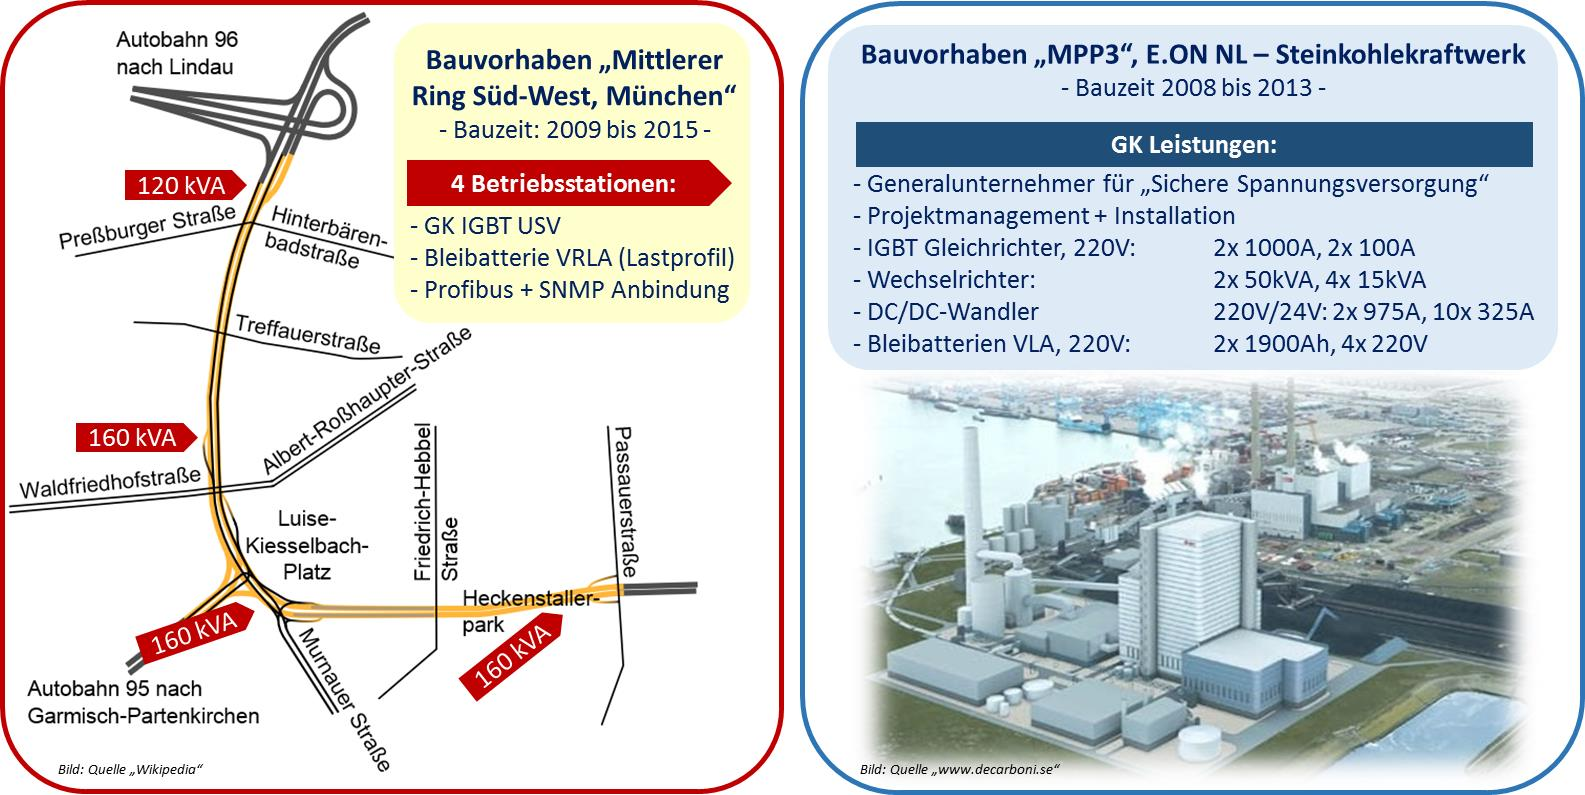 Autobahn 96
nach Lindau
Bauvorhaben „Mittlerer
Ring Süd-West, München“
- Bauzeit: 2009 bis 2015 -
4 Betriebsstationen:
- GK IGBT USV
- Bleibatterie VRLA (Lastprofil)
- Profibus + SNMP Anbindung
120 kVA
Preßburger Straße
Hinterbären-
badstraße
Treffauerstraße
Albert-Roßhaupter-Straße
160 kVA
Waldfriedhofstraße
Luise-
Kiesselbach-
Platz
Friedrich-Hebbel
Straße
Passauerstraße
Heckenstaller-
park
160 kVA
160 kVA
Murnauer Straße
Autobahn 95 nach
Garmisch-Partenkirchen
Bild: Quelle „Wikipedia“
Bauvorhaben „MPP3“, E.ON NL – Steinkohlekraftwerk
- Bauzeit 2008 bis 2013 -
GK Leistungen:
- Generalunternehmer für „Sichere Spannungsversorgung“
- Projektmanagement + Installation
- IGBT Gleichrichter, 220V: 2x 1000A, 2x 100A
- Wechselrichter: 2x 50kVA, 4x 15kVA
- DC/DC-Wandler 220V/24V: 2x 975A, 10x 325A
- Bleibatterien VLA, 220V: 2x 1900Ah, 4x 220V
Bild: Quelle „www.decarboni.se“